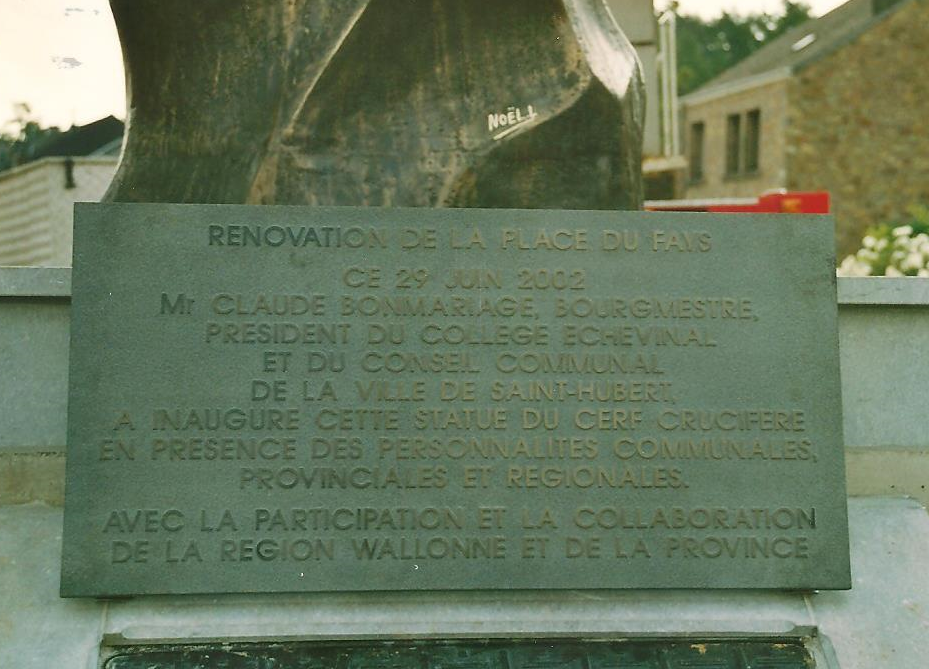 NOËL J
RENOVATION DE LA PLACE DU FAYS
CE 29 JUIN 2002
Mr CLAUDE BONMARIAGE, BOURGMESTRE,
PRESIDENT DU COLLEGE ECHEVINAL
ET DU CONSEIL COMMUNAL
DE LA VILLE DE SAINT-HUBERT,
A INAUGURE CETTE STATUE DU CERF CRUCIFERE
EN PRESENCE DES PERSONNALITES COMMUNALES,
PROVINCIALES ET REGIONALES.
AVEC LA PARTICIPATION ET LA COLLABORATION
DE LA REGION WALLONNE ET DE LA PROVINCE